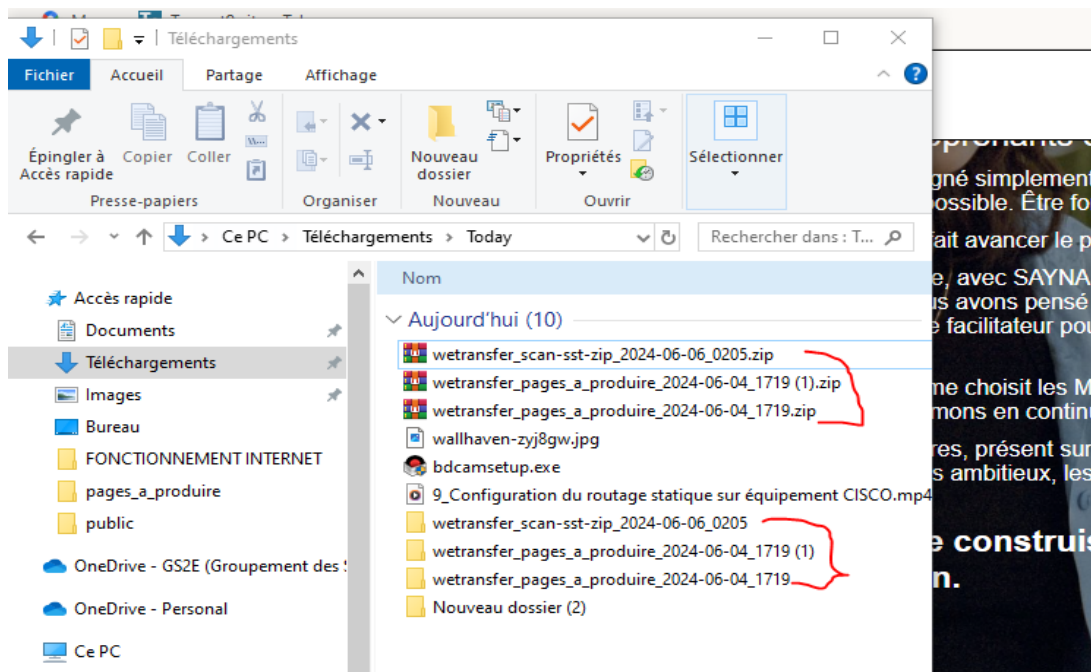 Téléchargements
Fichier Accueil Partage Affichage
Épingler à Accès rapide
Copier Coller
Nouveau dossier
Propriétés
Sélectionner
Presse-papiers Organiser Nouveau Ouvrir
Ce PC > Téléchargements > Today
Rechercher dans : T...
Accès rapide
Documents
Téléchargements
Images
Bureau
FONCTIONNEMENT INTERNET
pages_a_produire
public
OneDrive - GS2E (Groupement des
OneDrive - Personal
Ce PC
Nom
Aujourd'hui (10)
wetransfer_scan-sst-zip_2024-06-06_0205.zip
wetransfer_pages_a_produire_2024-06-04_1719 (1).zip
wetransfer_pages_a_produire_2024-06-04_1719.zip
wallhaven-zyj8gw.jpg
bdcamsetup.exe
9_Configuration du routage statique sur équipement CISCO.mp4
wetransfer_scan-sst-zip_2024-06-06_0205
wetransfer_pages_a_produire_2024-06-04_1719 (1)
wetransfer_pages_a_produire_2024-06-04_1719
Nouveau dossier (2)
gné simplement
ossible. Être fo
ait avancer le p
e, avec SAYNA
us avons pensé
e facilitateur pou
me choisit les M
mons en continu
res, présent sur
s ambitieux, les
e construis
n.